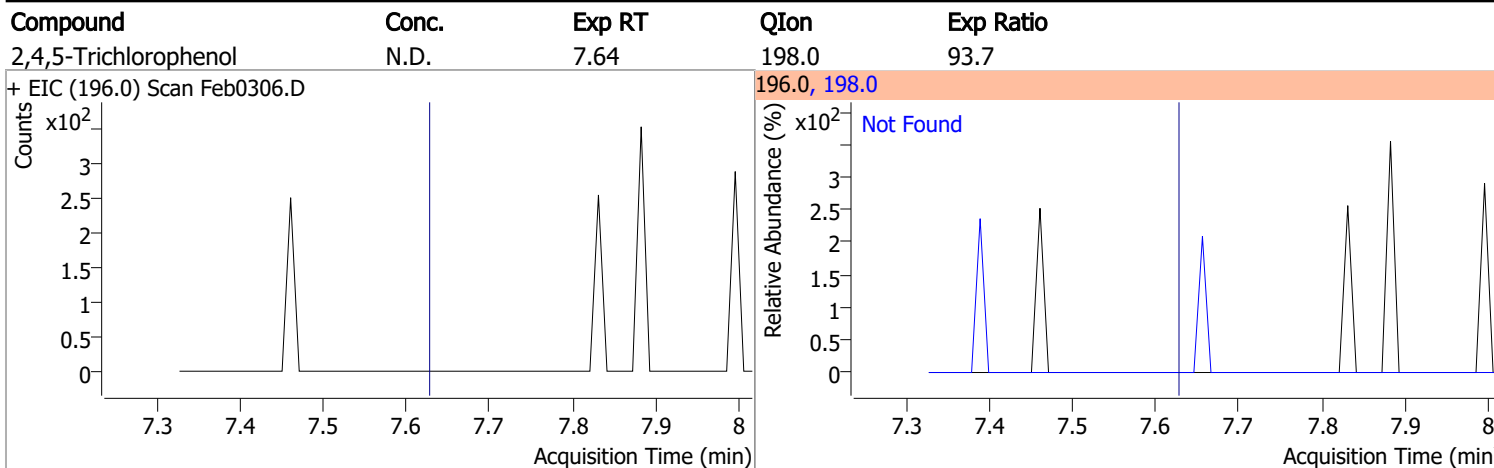 Compound Conc. Exp RT QIon Exp Ratio
2,4,5-Trichlorophenol N.D. 7.64 198.0 93.7
+ EIC (196.0) Scan Feb0306.D
Counts
x10²
3
2.5
2
1.5
1
0.5
0
7.3 7.4 7.5 7.6 7.7 7.8 7.9 8
Acquisition Time (min)
196.0, 198.0
Relative Abundance (%)
x10²
Not Found
3
2.5
2
1.5
1
0.5
0
7.3 7.4 7.5 7.6 7.7 7.8 7.9 8
Acquisition Time (min